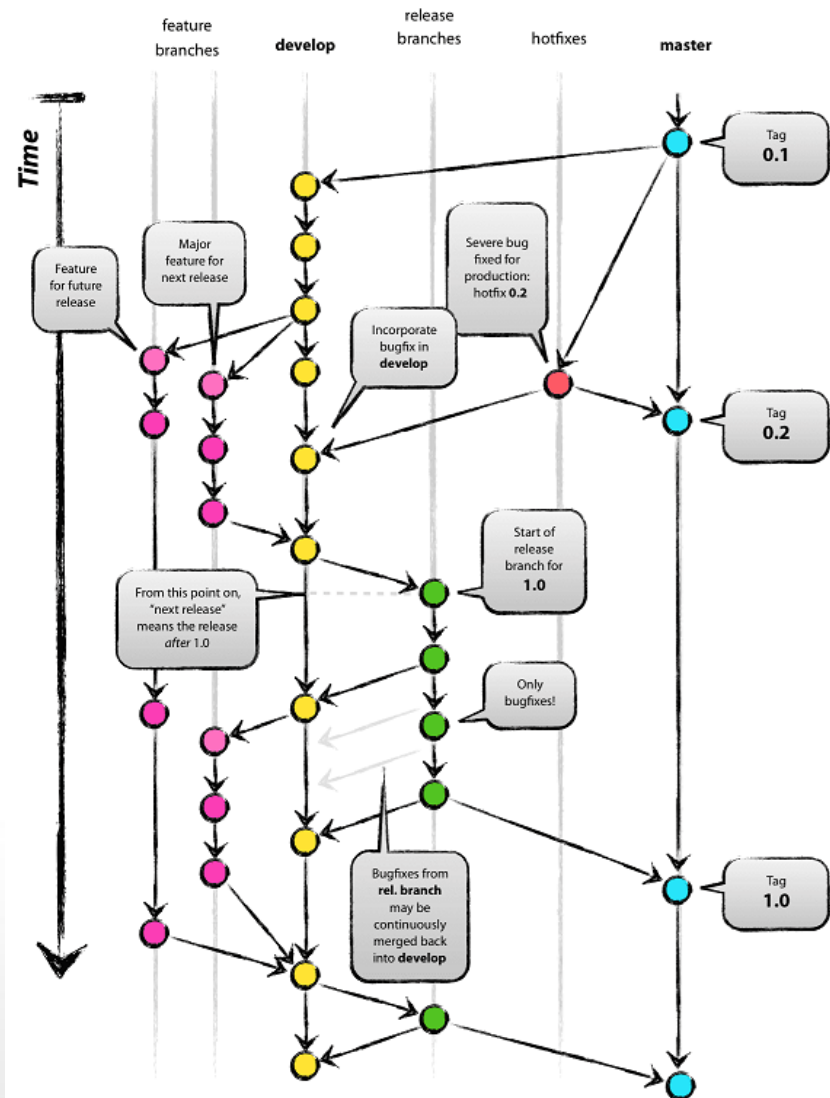 feature
branches
develop
release
branches
hotfixes
master
Time
Tag
0.1
Feature
for future
release
Major
feature for
next release
Severe bug
fixed for
production:
hotfix 0.2
Incorporate
bugfix in
develop
Tag
0.2
Start of
release
branch for
1.0
From this point on,
“next release”
means the release
after 1.0
Only
bugfixes!
Bugfixes from
rel. branch
may be
continuously
merged back
into develop
Tag
1.0